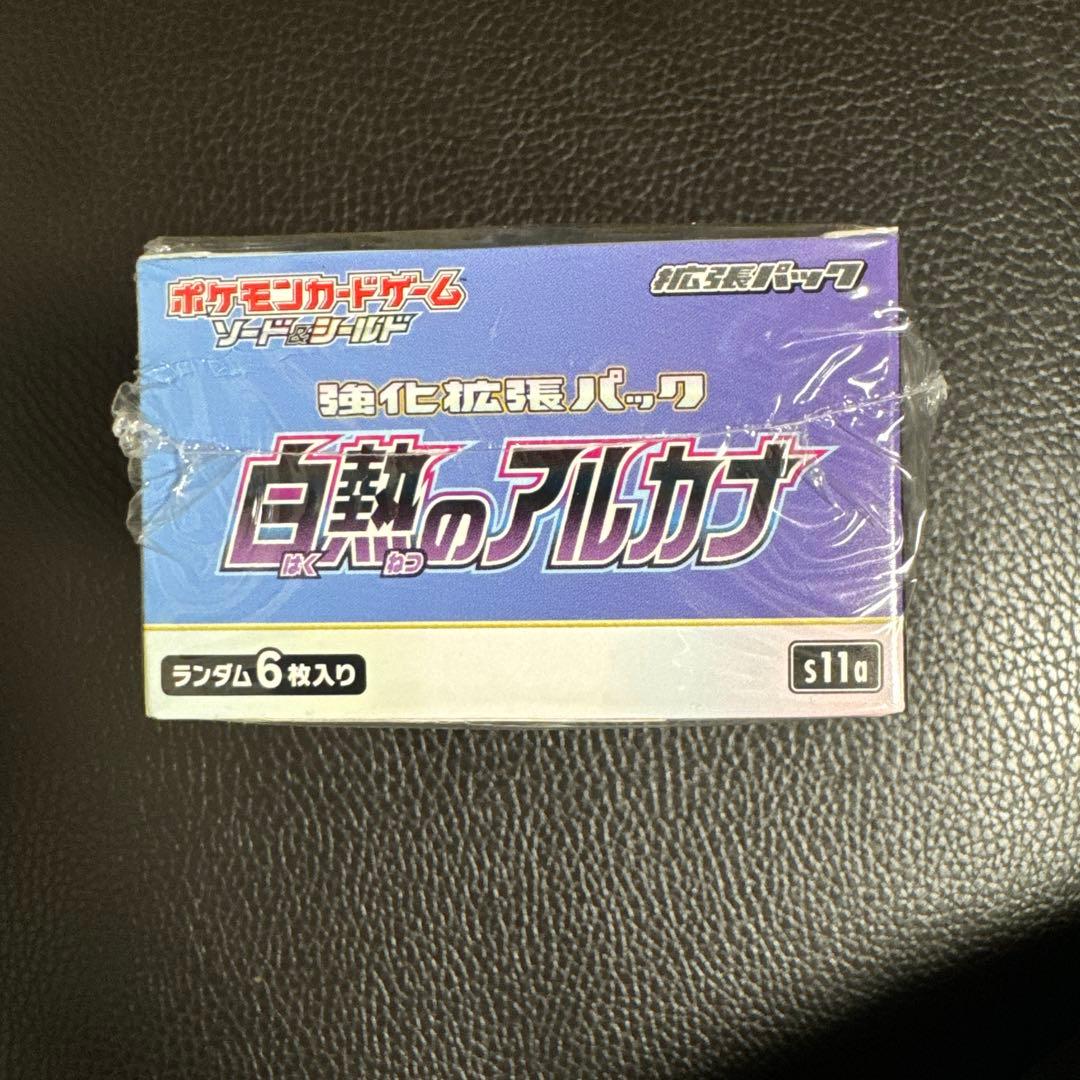 ポケモンカードゲーム
ソード&シールド
拡張パック
強化拡張パック
白熱のアルカナ
はく ねつ
ランダム6枚入り
s11a